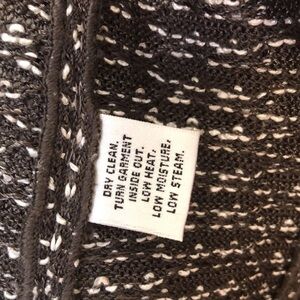 DRY CLEAN.
TURN GARMENT
INSIDE OUT.
LOW HEAT.
LOW MOISTURE.
LOW STEAM.